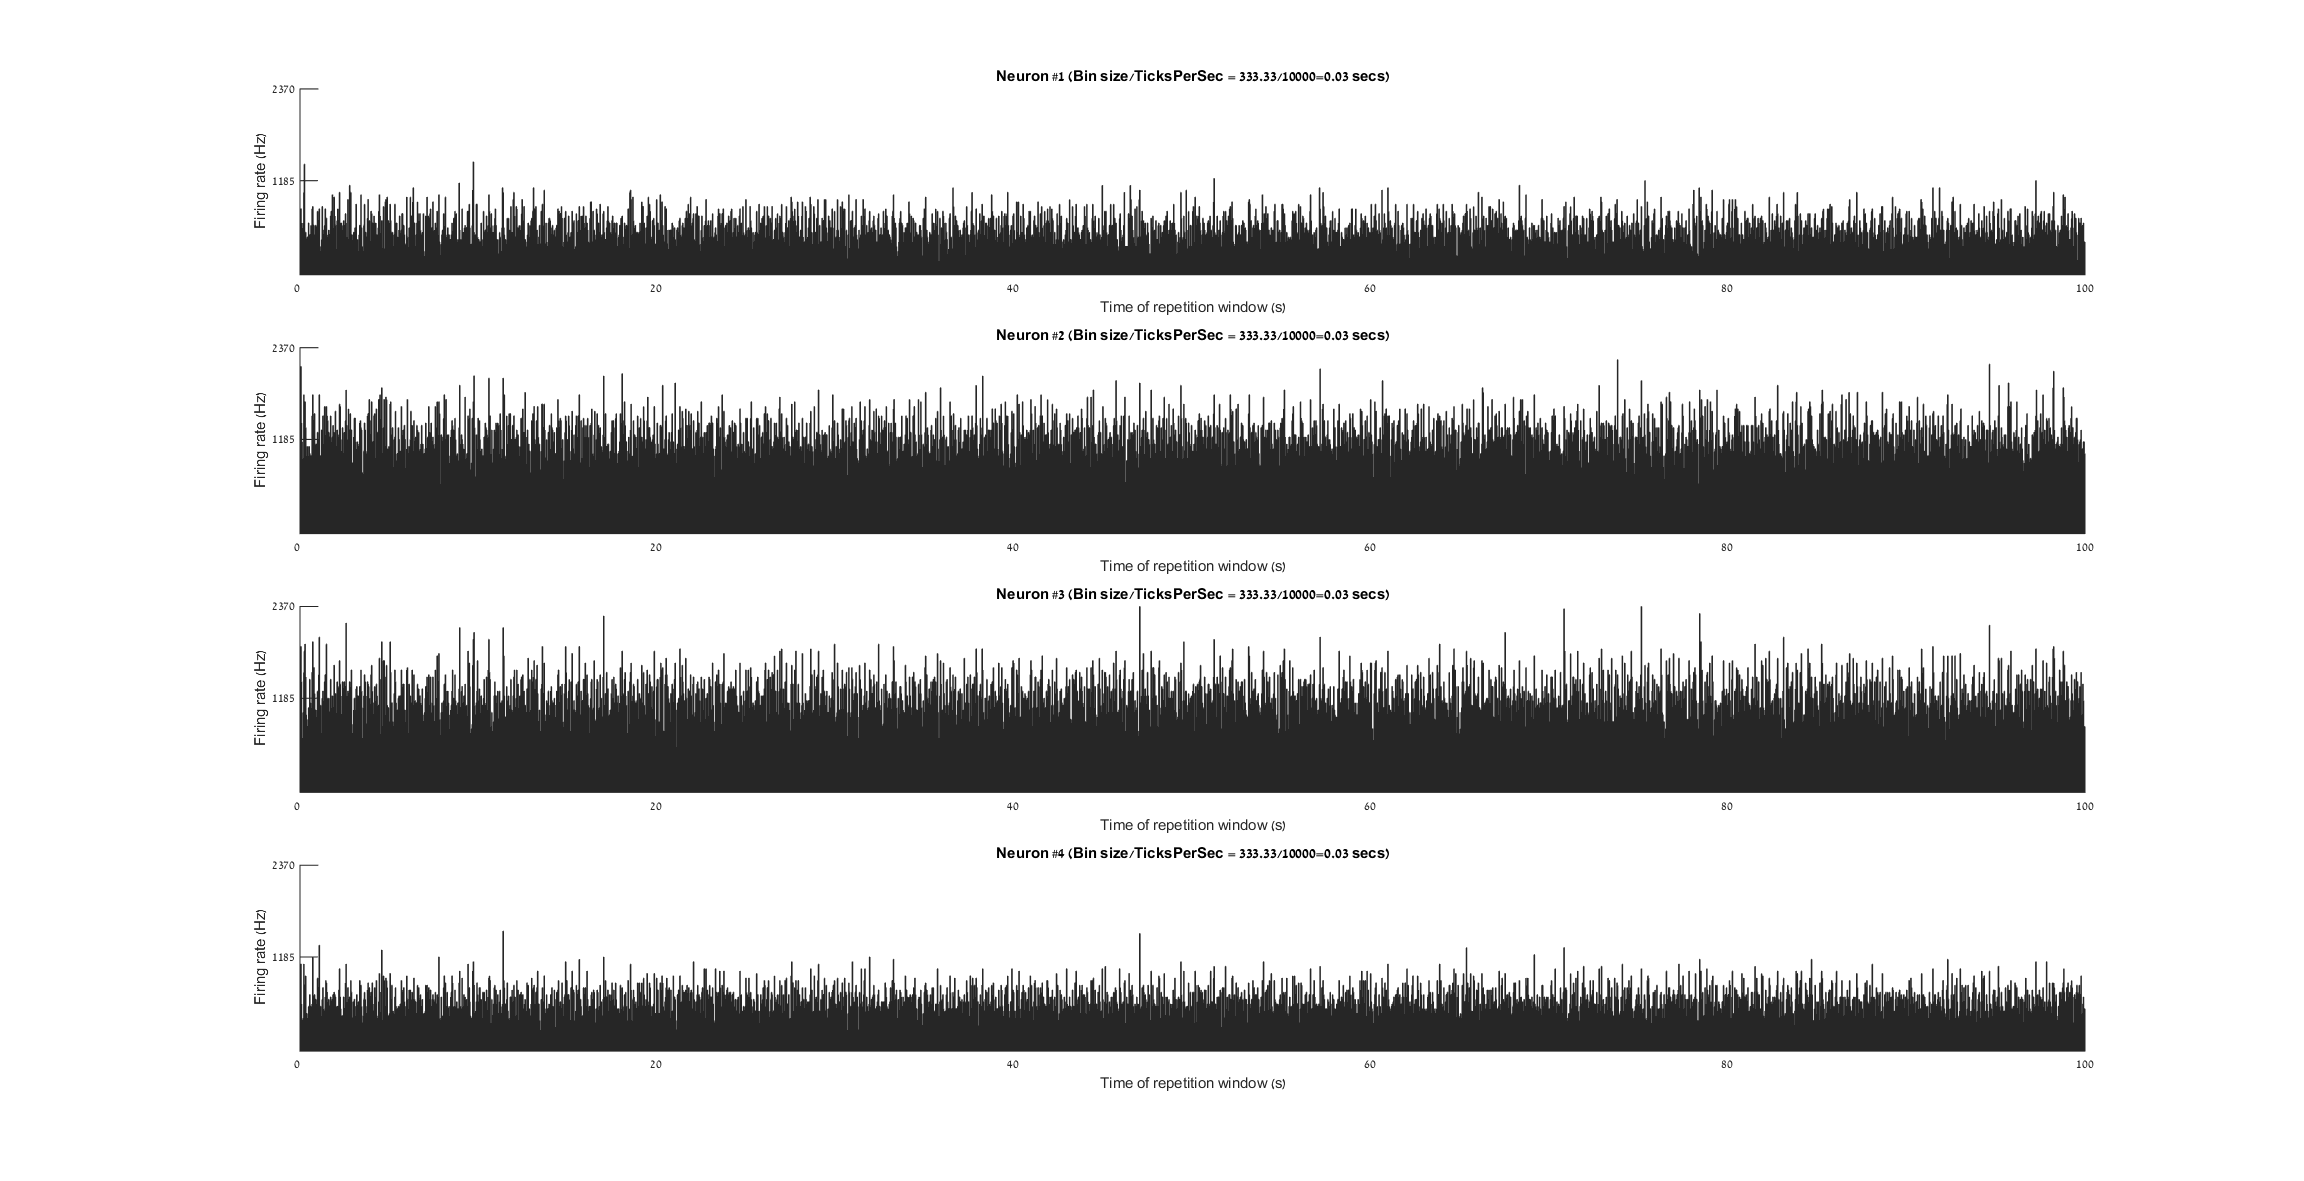 Neuron #1 (Bin size/TicksPerSec = 333.33/10000=0.03 secs)
2370
1185
Firing rate (Hz)
0 20 40 60 80 100
Time of repetition window (s)
Neuron #2 (Bin size/TicksPerSec = 333.33/10000=0.03 secs)
2370
1185
Firing rate (Hz)
0 20 40 60 80 100
Time of repetition window (s)
Neuron #3 (Bin size/TicksPerSec = 333.33/10000=0.03 secs)
2370
1185
Firing rate (Hz)
0 20 40 60 80 100
Time of repetition window (s)
Neuron #4 (Bin size/TicksPerSec = 333.33/10000=0.03 secs)
2370
1185
Firing rate (Hz)
0 20 40 60 80 100
Time of repetition window (s)